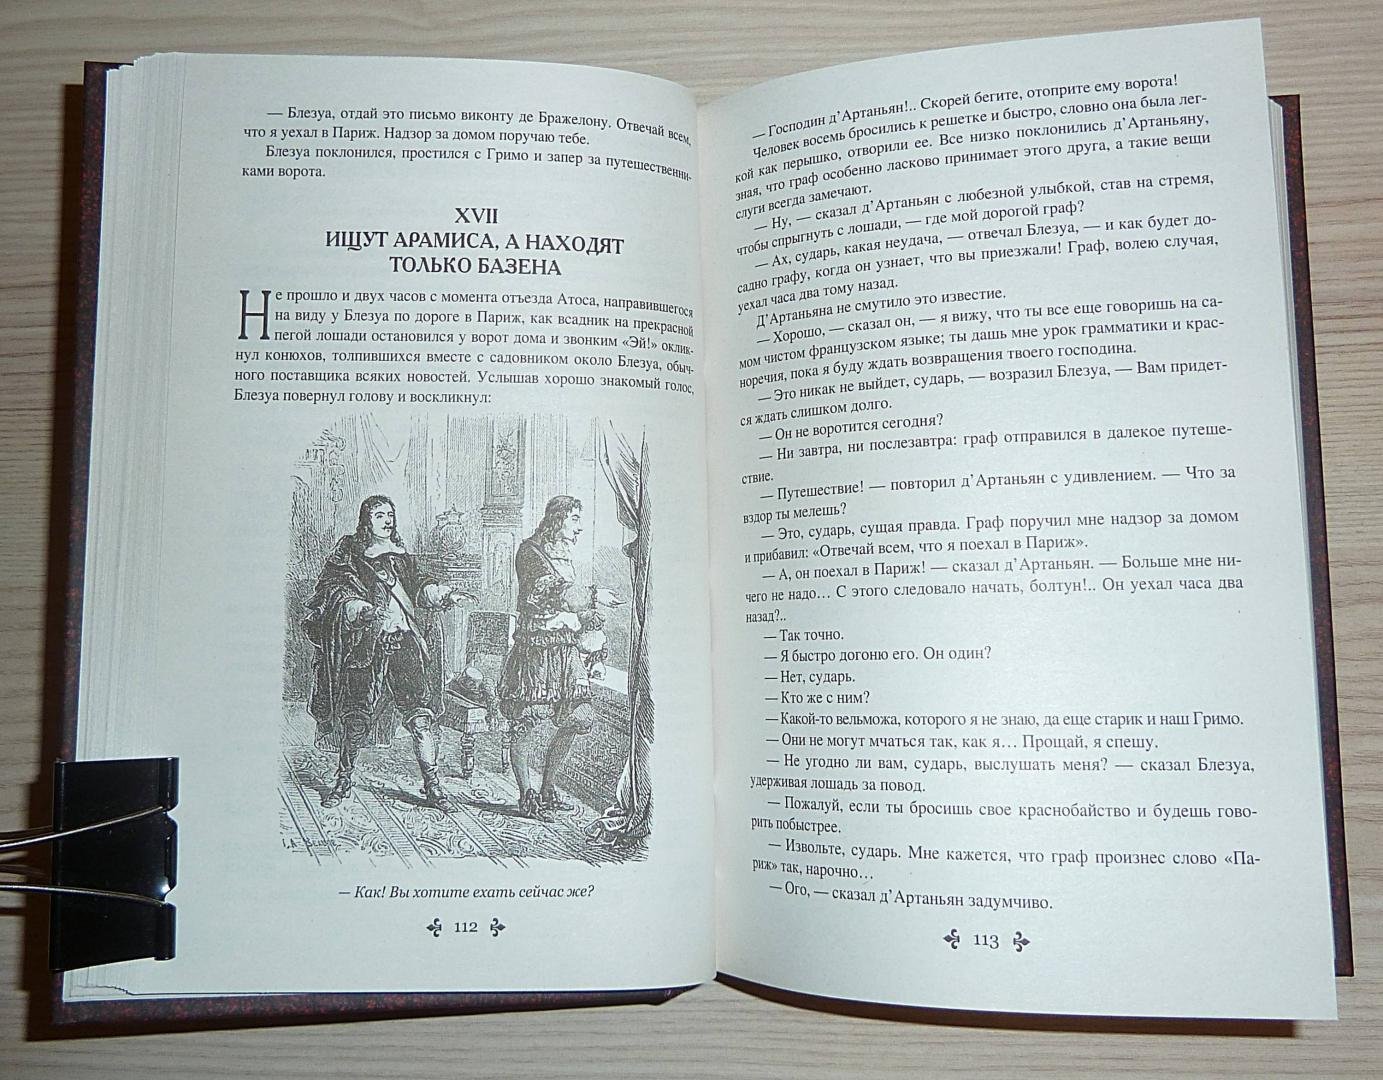 — Блезуа, отдай это письмо виконту де Бражелону. Отвечай всем,
что я уехал в Париж. Надзор за домом поручаю тебе.
Блезуа поклонился, простился с Гримо и запер за путешественни-
ками ворота.
XVII
ИЩУТ АРАМИСА, А НАХОДЯТ
ТОЛЬКО БАЗЕНА
Не прошло и двух часов с момента отъезда Атоса, направившегося
на виду у Блезуа по дороге в Париж, как всадник на прекрасной
пегой лошади остановился у ворот дома и звонким «Эй!» оклик-
нул конюхов, толпившихся вместе с садовником около Блезуа, обыч-
ного поставщика всяких новостей. Услышав хорошо знакомый голос,
Блезуа повернул голову и воскликнул:
— Как! Вы хотите ехать сейчас же?
112
— Господин д’Артаньян!.. Скорей бегите, отоприте ему ворота!
Человек восемь бросились к решетке и быстро, словно она была лег-
кой как перышко, отворили ее. Все низко поклонились д’Артаньяну,
зная, что граф особенно ласково принимает этого друга, а такие вещи
слуги всегда замечают.
— Ну, — сказал д’Артаньян с любезной улыбкой, став на стремя,
чтобы спрыгнуть с лошади, — где мой дорогой граф?
— Ах, сударь, какая неудача, — отвечал Блезуа, — и как будет до-
садно графу, когда он узнает, что вы приезжали! Граф, волею случая,
уехал часа два тому назад.
Д’Артаньяна не смутило это известие.
— Хорошо, — сказал он, — я вижу, что ты все еще говоришь на са-
мом чистом французском языке; ты дашь мне урок грамматики и крас-
норечия, пока я буду ждать возвращения твоего господина.
— Это никак не выйдет, сударь, — возразил Блезуа, — Вам придет-
ся ждать слишком долго.
— Он не воротится сегодня?
— Ни завтра, ни послезавтра: граф отправился в далекое путеше-
ствие.
— Путешествие! — повторил д’Артаньян с удивлением. — Что за
вздор ты мелешь?
— Это, сударь, сущая правда. Граф поручил мне надзор за домом
и прибавил: «Отвечай всем, что я поехал в Париж».
— А, он поехал в Париж! — сказал д’Артаньян. — Больше мне ни-
чего не надо... С этого следовало начать, болтун!.. Он уехал часа два
назад?..
— Так точно.
— Я быстро догоню его. Он один?
— Нет, сударь.
— Кто же с ним?
— Какой-то вельможа, которого я не знаю, да еще старик и наш Гримо.
— Они не могут мчаться так, как я... Прощай, я спешу.
— Не угодно ли вам, сударь, выслушать меня? — сказал Блезуа,
удерживая лошадь за повод.
— Пожалуй, если ты бросишь свое краснобайство и будешь гово-
рить побыстрее.
— Извольте, сударь. Мне кажется, что граф произнес слово «Па-
риж» так, нарочно...
— Ого, — сказал д’Артаньян задумчиво.
113